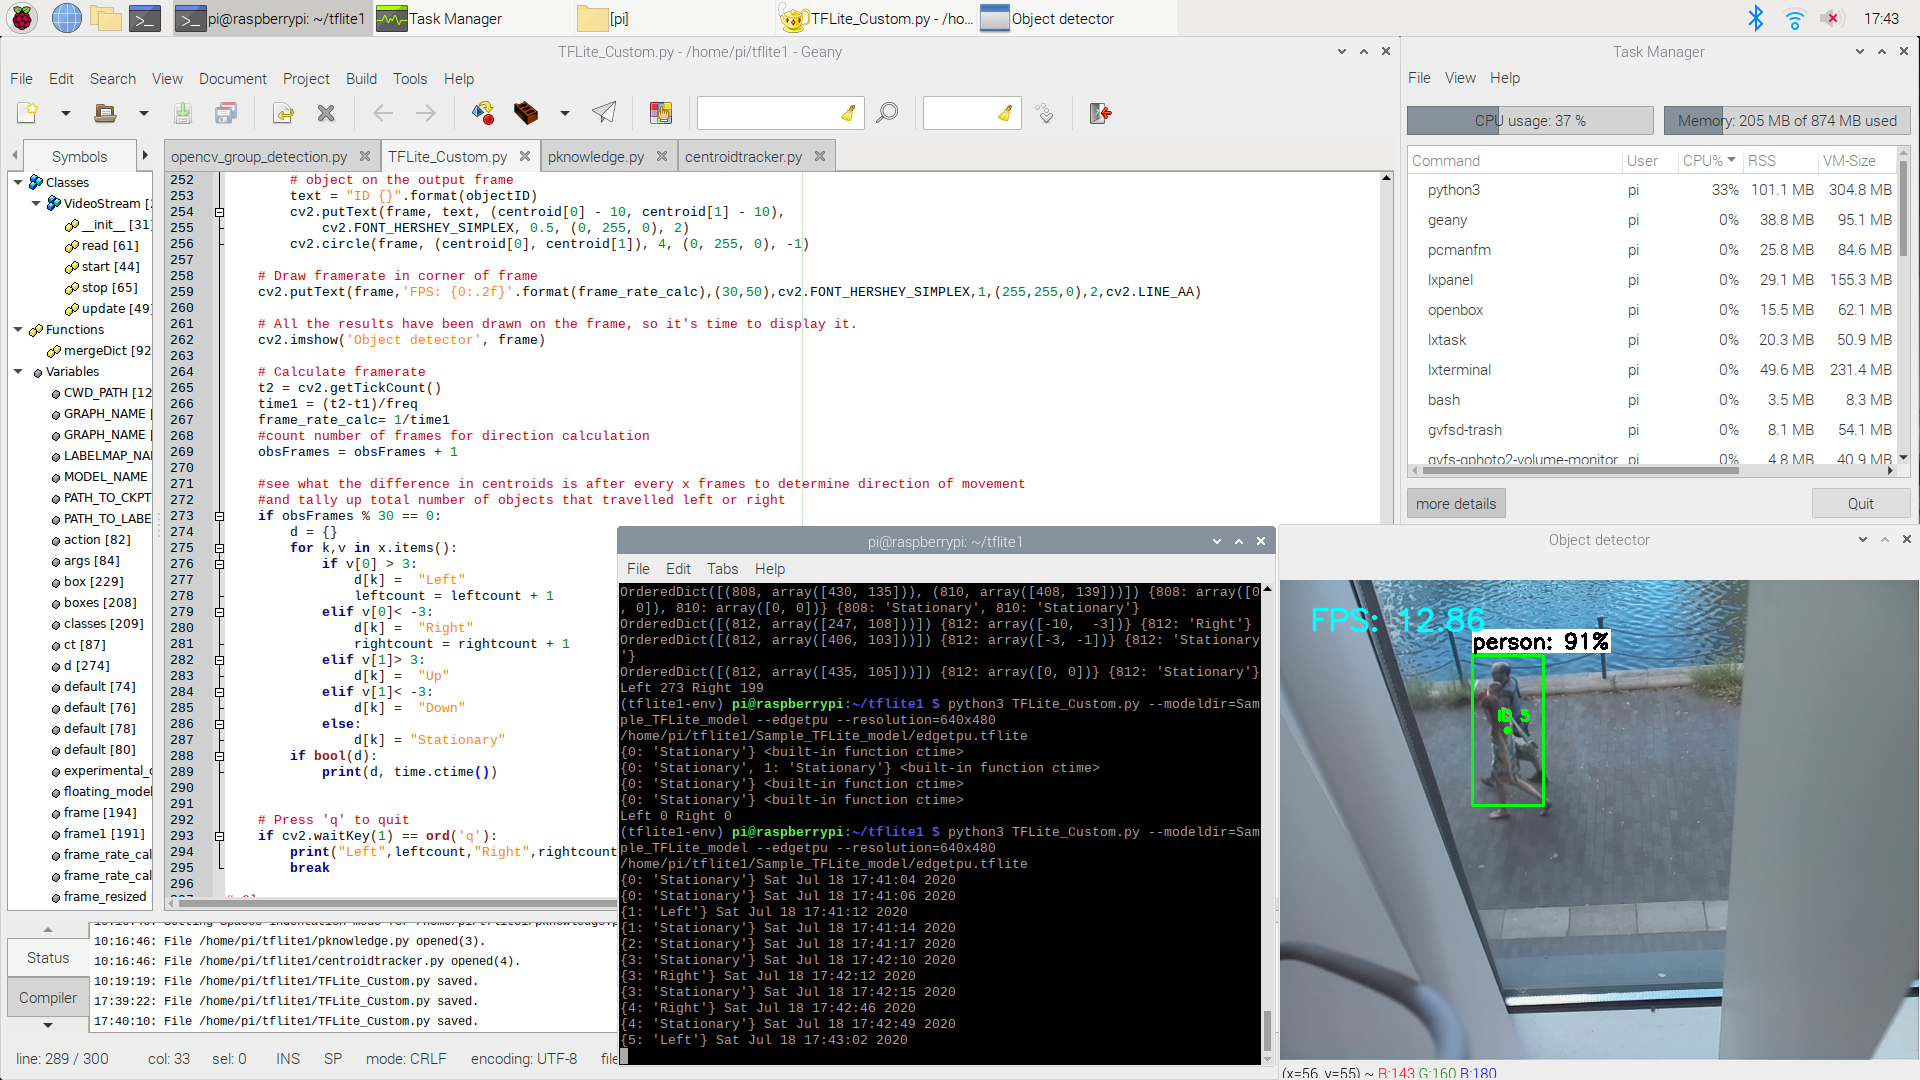 pi@raspberrypi: ~/tflite1
Task Manager
[pi]
TFLite_Custom.py - /ho...
Object detector
17:43
TFLite_Custom.py - /home/pi/tflite1 - Geany
File Edit Search View Document Project Build Tools Help
Symbols
opencv_group_detection.py
TFLite_Custom.py
pknowledge.py
centroidtracker.py
Classes
VideoStream [
__init__ [31]
read [61]
start [44]
stop [65]
update [49]
Functions
mergeDict [92
Variables
CWD_PATH [12
GRAPH_NAME [
GRAPH_NAME [
LABELMAP_NA
MODEL_NAME
PATH_TO_CKPT
PATH_TO_LABE
action [82]
args [84]
box [229]
boxes [208]
classes [209]
ct [87]
d [274]
default [74]
default [76]
default [78]
default [80]
experimental_
floating_model
frame [194]
frame1 [191]
frame_rate_cal
frame_rate_cal
frame_resized
252 # object on the output frame
253 text = "ID {}".format(objectID)
254 cv2.putText(frame, text, (centroid[0] - 10, centroid[1] - 10),
255 cv2.FONT_HERSHEY_SIMPLEX, 0.5, (0, 255, 0), 2)
256 cv2.circle(frame, (centroid[0], centroid[1]), 4, (0, 255, 0), -1)
257
258 # Draw framerate in corner of frame
259 cv2.putText(frame,'FPS: {0:.2f}'.format(frame_rate_calc),(30,50),cv2.FONT_HERSHEY_SIMPLEX,1,(255,255,0),2,cv2.LINE_AA)
260
261 # All the results have been drawn on the frame, so it's time to display it.
262 cv2.imshow('Object detector', frame)
263
264 # Calculate framerate
265 t2 = cv2.getTickCount()
266 time1 = (t2-t1)/freq
267 frame_rate_calc= 1/time1
268 #count number of frames for direction calculation
269 obsFrames = obsFrames + 1
270
271 #see what the difference in centroids is after every x frames to determine direction of movement
272 #and tally up total number of objects that travelled left or right
273 if obsFrames % 30 == 0:
274 d = {}
275 for k,v in x.items():
276 if v[0] > 3:
277 d[k] =  "Left"
278 leftcount = leftcount + 1
279 elif v[0]< -3:
280 d[k] =  "Right"
281 rightcount = rightcount + 1
282 elif v[1]> 3:
283 d[k] =  "Up"
284 elif v[1]< -3:
285 d[k] =  "Down"
286 else:
287 d[k] = "Stationary"
288 if bool(d):
289 print(d, time.ctime())
290
291
292 # Press 'q' to quit
293 if cv2.waitKey(1) == ord('q'):
294 print("Left",leftcount,"Right",rightcount
295 break
296
Status
Compiler
10:16:46: File /home/pi/tflite1/pknowledge.py opened(3).
10:16:46: File /home/pi/tflite1/centroidtracker.py opened(4).
10:19:19: File /home/pi/tflite1/TFLite_Custom.py saved.
17:39:22: File /home/pi/tflite1/TFLite_Custom.py saved.
17:40:10: File /home/pi/tflite1/TFLite_Custom.py saved.
line: 289 / 300 col: 33 sel: 0 INS SP mode: CRLF encoding: UTF-8 file
pi@raspberrypi: ~/tflite1
File Edit Tabs Help
OrderedDict([(808, array([430, 135])), (810, array([408, 139]))]) {808: array([0
, 0]), 810: array([0, 0])} {808: 'Stationary', 810: 'Stationary'}
OrderedDict([(812, array([247, 108]))]) {812: array([-10,  -3])} {812: 'Right'}
OrderedDict([(812, array([406, 103]))]) {812: array([-3, -1])} {812: 'Stationary
'}
OrderedDict([(812, array([435, 105]))]) {812: array([0, 0])} {812: 'Stationary'}
Left 273 Right 199
(tflite1-env) pi@raspberrypi:~/tflite1 $ python3 TFLite_Custom.py --modeldir=Sam
ple_TFLite_model --edgetpu --resolution=640x480
/home/pi/tflite1/Sample_TFLite_model/edgetpu.tflite
{0: 'Stationary'} <built-in function ctime>
{0: 'Stationary', 1: 'Stationary'} <built-in function ctime>
{0: 'Stationary'} <built-in function ctime>
{0: 'Stationary'} <built-in function ctime>
Left 0 Right 0
(tflite1-env) pi@raspberrypi:~/tflite1 $ python3 TFLite_Custom.py --modeldir=Sam
ple_TFLite_model --edgetpu --resolution=640x480
/home/pi/tflite1/Sample_TFLite_model/edgetpu.tflite
{0: 'Stationary'} Sat Jul 18 17:41:04 2020
{0: 'Stationary'} Sat Jul 18 17:41:06 2020
{1: 'Left'} Sat Jul 18 17:41:12 2020
{1: 'Stationary'} Sat Jul 18 17:41:14 2020
{2: 'Stationary'} Sat Jul 18 17:41:17 2020
{3: 'Stationary'} Sat Jul 18 17:42:10 2020
{3: 'Right'} Sat Jul 18 17:42:12 2020
{3: 'Stationary'} Sat Jul 18 17:42:15 2020
{4: 'Right'} Sat Jul 18 17:42:46 2020
{4: 'Stationary'} Sat Jul 18 17:42:49 2020
{5: 'Left'} Sat Jul 18 17:43:02 2020
Task Manager
File View Help
CPU usage: 37 %
Memory: 205 MB of 874 MB used
Command User CPU% RSS VM-Size
python3 pi 33% 101.1 MB 304.8 MB
geany pi 0% 38.8 MB 95.1 MB
pcmanfm pi 0% 25.8 MB 84.6 MB
lxpanel pi 0% 29.1 MB 155.3 MB
openbox pi 0% 15.5 MB 62.1 MB
lxtask pi 0% 20.3 MB 50.9 MB
lxterminal pi 0% 49.6 MB 231.4 MB
bash pi 0% 3.5 MB 8.3 MB
gvfsd-trash pi 0% 8.1 MB 54.1 MB
gvfs-gphoto2-volume-monitor pi 0% 4.8 MB 40.9 MB
more details
Quit
Object detector
FPS: 12.86
person: 91%
ID 5
(x=56, y=55) ~ R:143 G:160 B:180